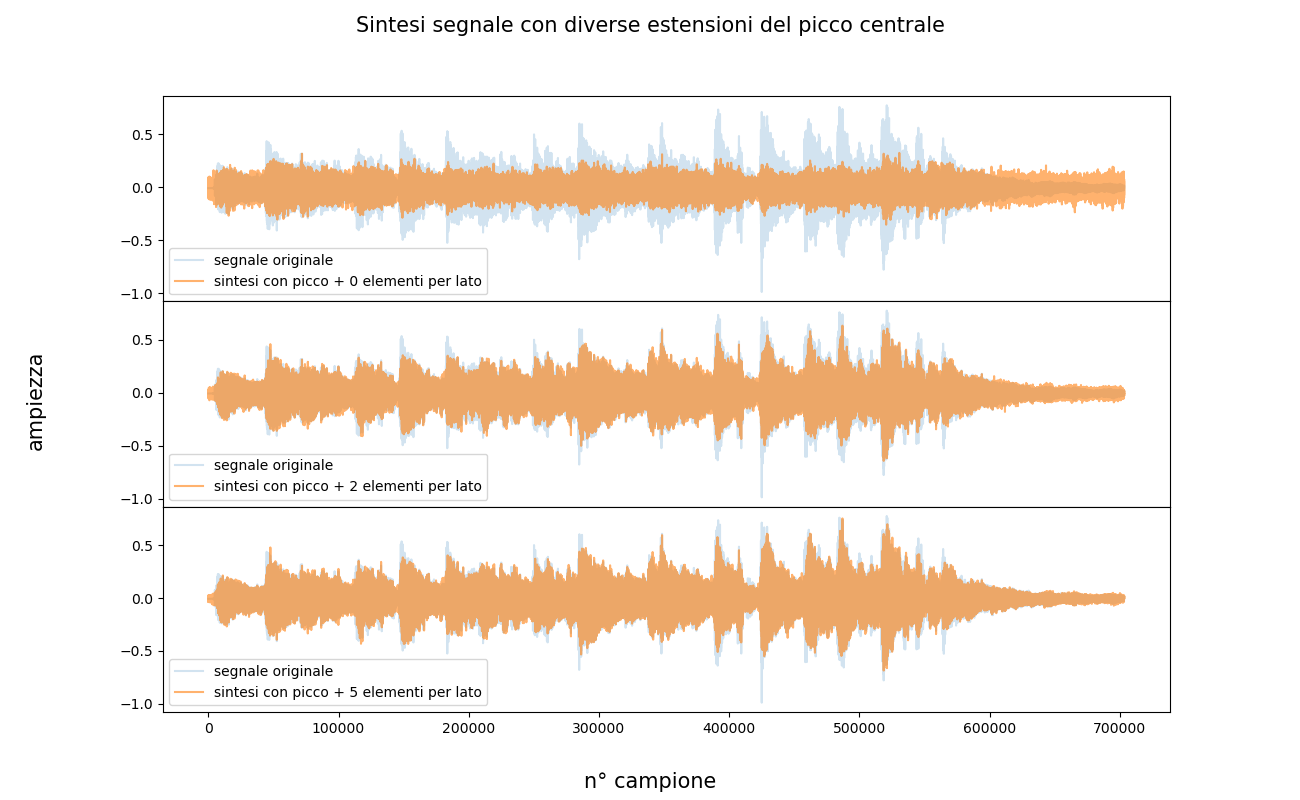 Sintesi segnale con diverse estensioni del picco centrale
0.5
0.0
−0.5
−1.0
segnale originale
sintesi con picco + 0 elementi per lato
0.5
0.0
−0.5
−1.0
segnale originale
sintesi con picco + 2 elementi per lato
0.5
0.0
−0.5
−1.0
segnale originale
sintesi con picco + 5 elementi per lato
ampiezza
0 100000 200000 300000 400000 500000 600000 700000
n° campione